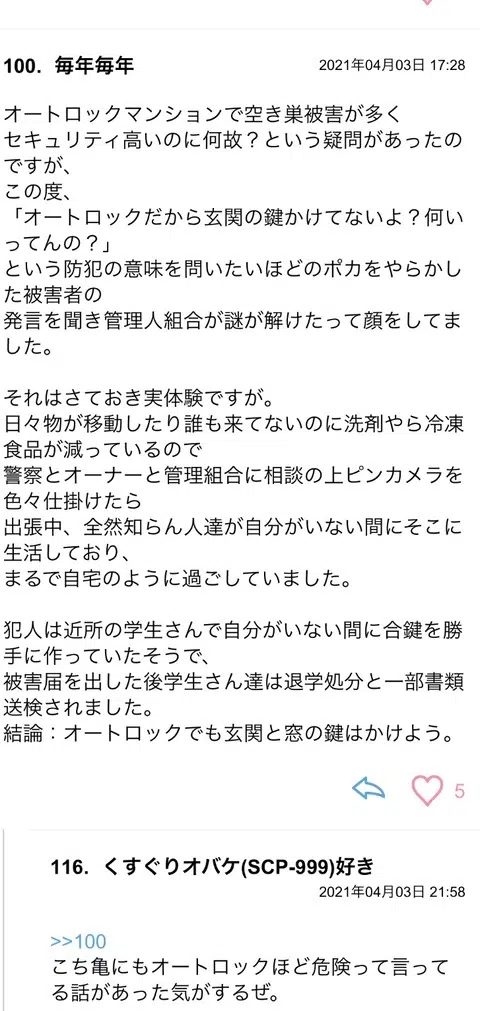 100. 毎年毎年
2021年04月03日 17:28
オートロックマンションで空き巣被害が多く
セキュリティ高いのに何故？という疑問があったの
ですが、
この度、
「オートロックだから玄関の鍵かけてないよ？何い
ってんの？」
という防犯の意味を問いたいほどのポカをやらかし
た被害者の
発言を聞き管理人組合が謎が解けたって顔をしてま
した。
それはさておき実体験ですが。
日々物が移動したり誰も来てないのに洗剤やら冷凍
食品が減っているので
警察とオーナーと管理組合に相談の上ピンカメラを
色々仕掛けたら
出張中、全然知らん人達が自分がいない間にそこに
生活しており、
まるで自宅のように過ごしていました。
犯人は近所の学生さんで自分がいない間に合鍵を勝
手に作っていたそうで、
被害届を出した後学生さん達は退学処分と一部書類
送検されました。
結論：オートロックでも玄関と窓の鍵はかけよう。
5
116. くすぐりオバケ(SCP-999)好き
2021年04月03日 21:58
>>100
こち亀にもオートロックほど危険って言って
る話があった気がするぜ。